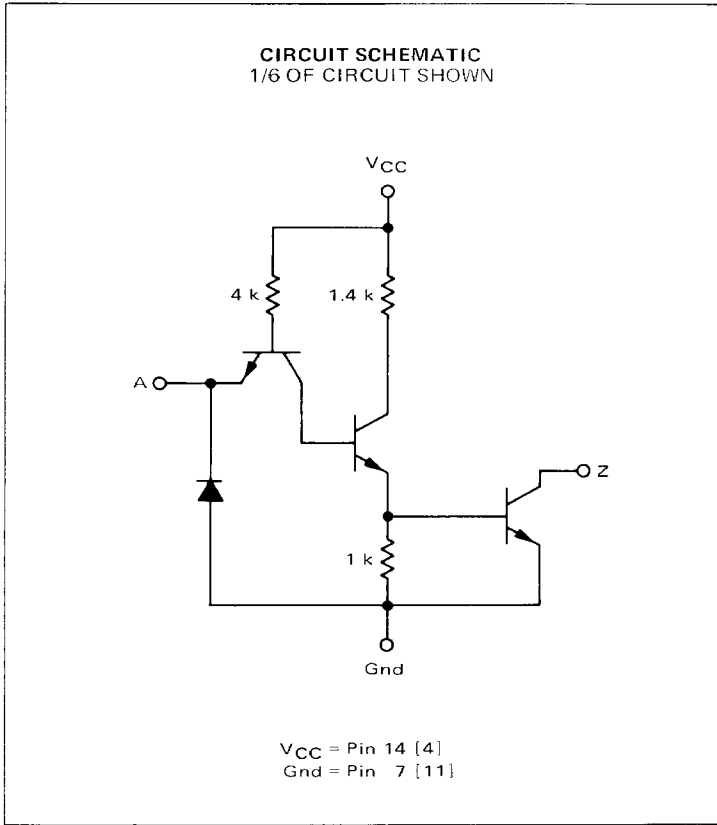 CIRCUIT SCHEMATIC
1/6 OF CIRCUIT SHOWN
VCC
4 k
1.4 k
A
Z
1 k
Gnd
VCC = Pin 14 [4]
Gnd = Pin 7 [11]